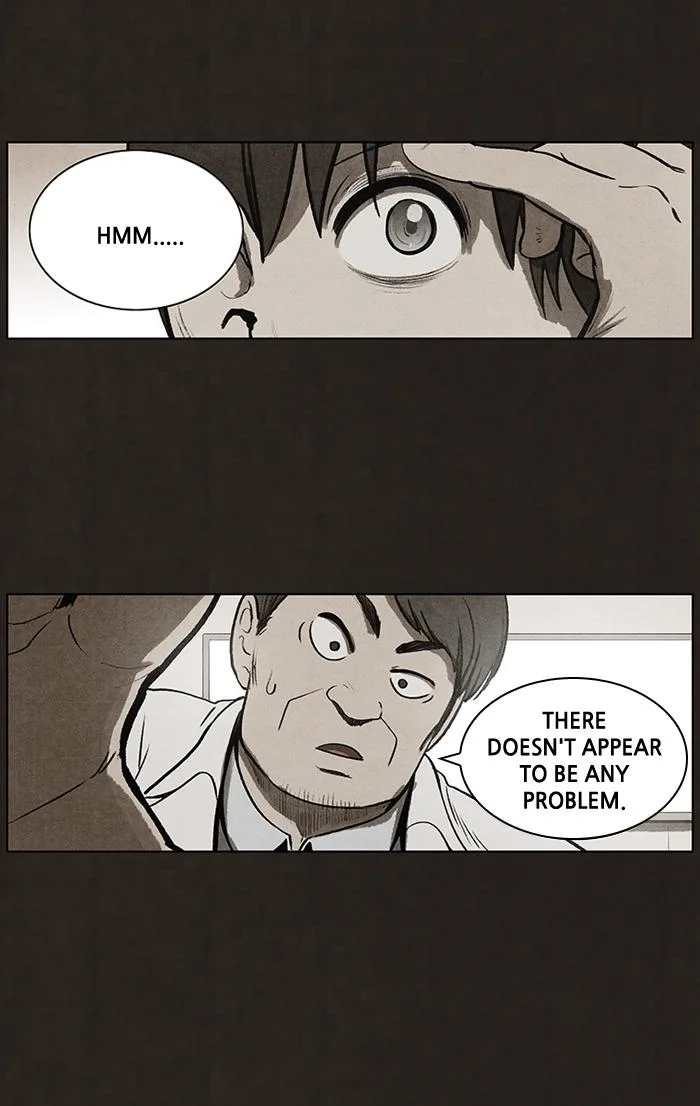 HMM.....
THERE
DOESN'T APPEAR
TO BE ANY
PROBLEM.